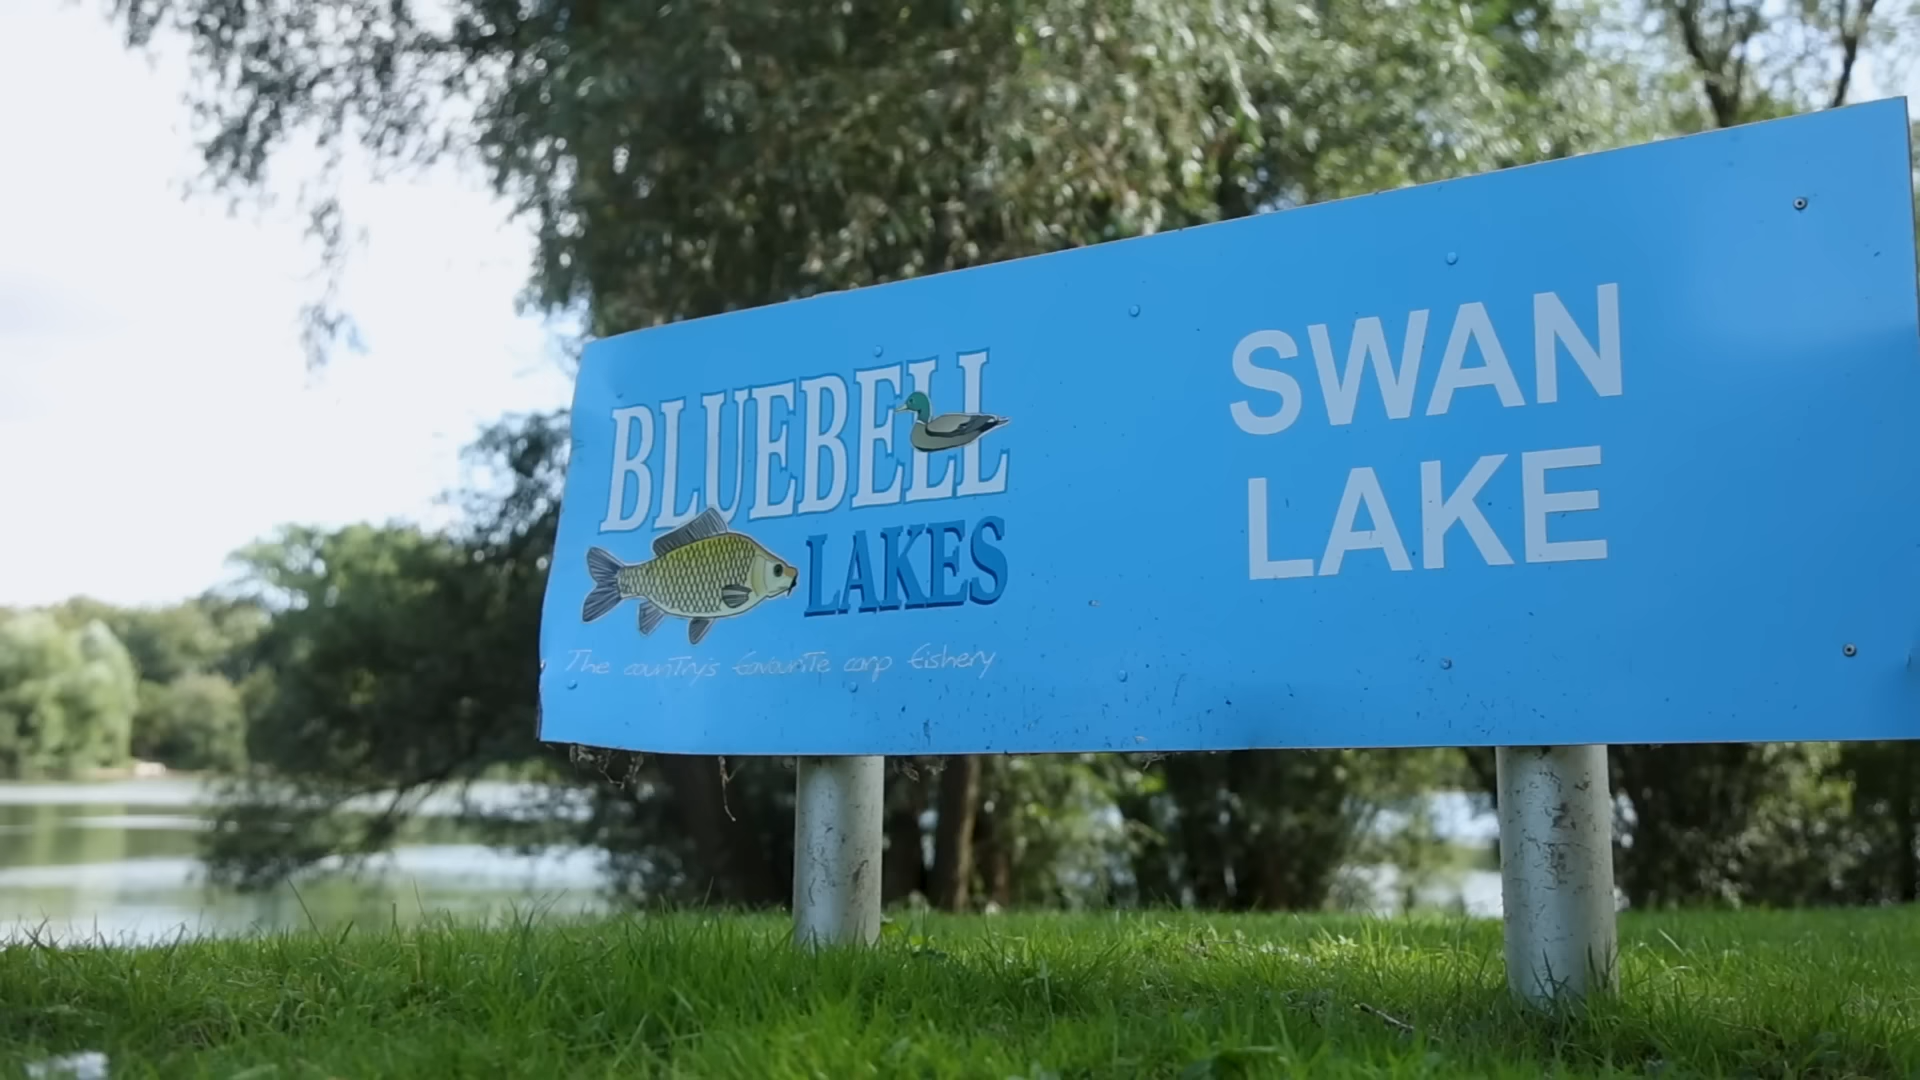 BLUEBELL
LAKES
The country's favourite carp fishery
SWAN
LAKE